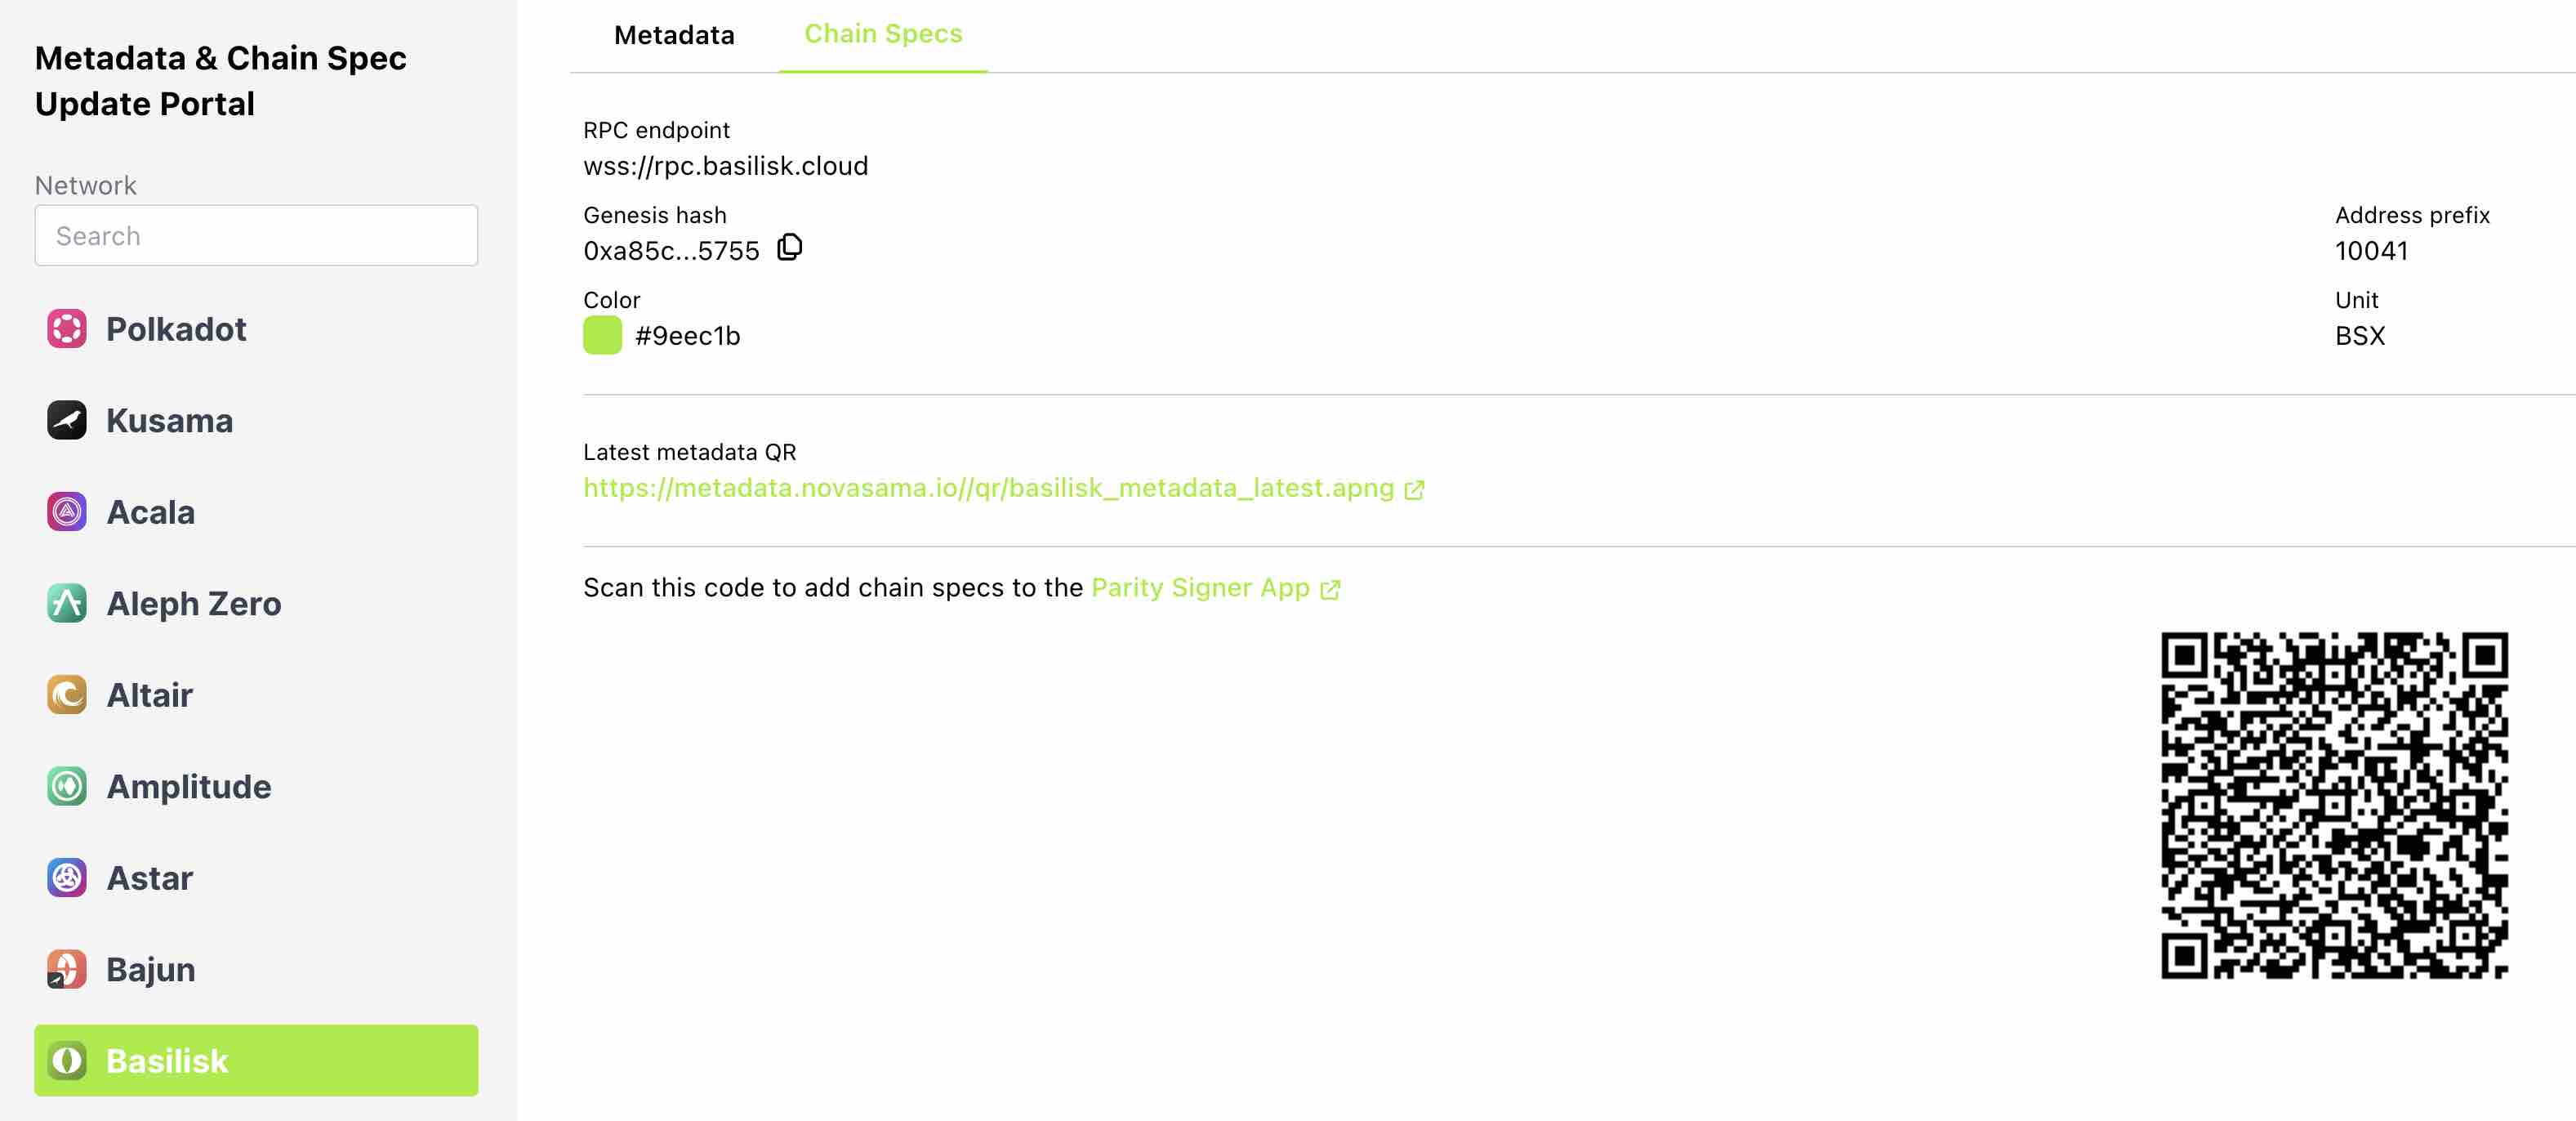 Metadata & Chain Spec
Update Portal
Network
Search
Polkadot
Kusama
Acala
Aleph Zero
Altair
Amplitude
Astar
Bajun
Basilisk
Metadata
Chain Specs
RPC endpoint
wss://rpc.basilisk.cloud
Genesis hash
0xa85c...5755
Address prefix
10041
Color
#9eec1b
Unit
BSX
Latest metadata QR
https://metadata.novasama.io//qr/basilisk_metadata_latest.apng
Scan this code to add chain specs to the Parity Signer App